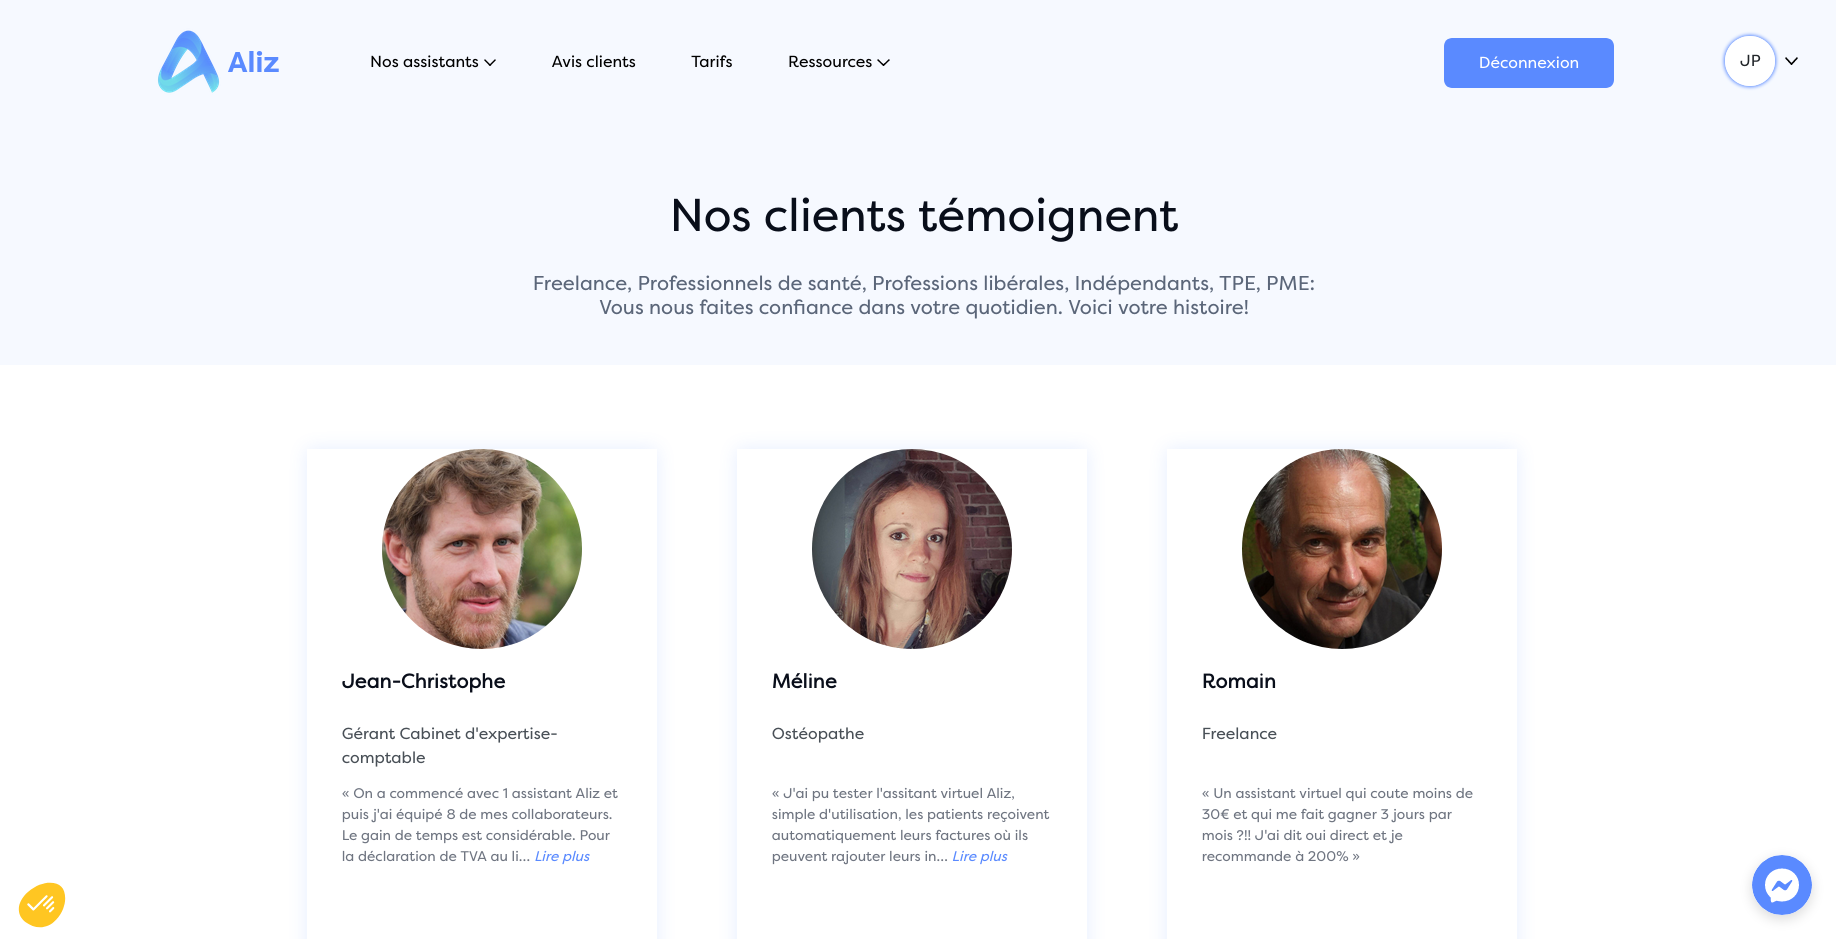 Aliz
Nos assistants
Avis clients
Tarifs
Ressources
Déconnexion
JP
Nos clients témoignent
Freelance, Professionnels de santé, Professions libérales, Indépendants, TPE, PME:
Vous nous faites confiance dans votre quotidien. Voici votre histoire!
Jean-Christophe
Gérant Cabinet d'expertise-
comptable
« On a commencé avec 1 assistant Aliz et
puis j'ai équipé 8 de mes collaborateurs.
Le gain de temps est considérable. Pour
la déclaration de TVA au li... Lire plus
Méline
Ostéopathe
« J'ai pu tester l'assitant virtuel Aliz,
simple d'utilisation, les patients reçoivent
automatiquement leurs factures où ils
peuvent rajouter leurs in... Lire plus
Romain
Freelance
« Un assistant virtuel qui coute moins de
30€ et qui me fait gagner 3 jours par
mois ?!! J'ai dit oui direct et je
recommande à 200% »